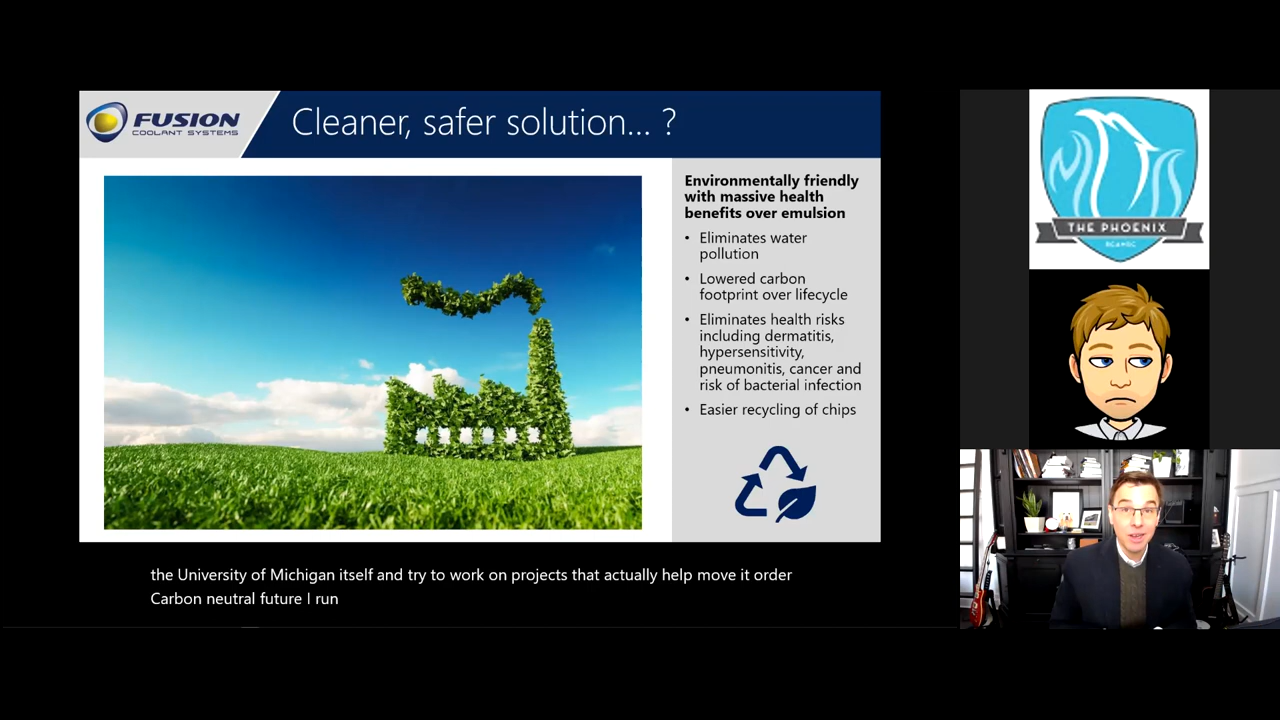 FUSION
COOLANT SYSTEMS
Cleaner, safer solution... ?
Environmentally friendly
with massive health
benefits over emulsion
• Eliminates water
pollution
• Lowered carbon
footprint over lifecycle
• Eliminates health risks
including dermatitis,
hypersensitivity,
pneumonitis, cancer and
risk of bacterial infection
• Easier recycling of chips
the University of Michigan itself and try to work on projects that actually help move it order
Carbon neutral future I run
THE PHOENIX